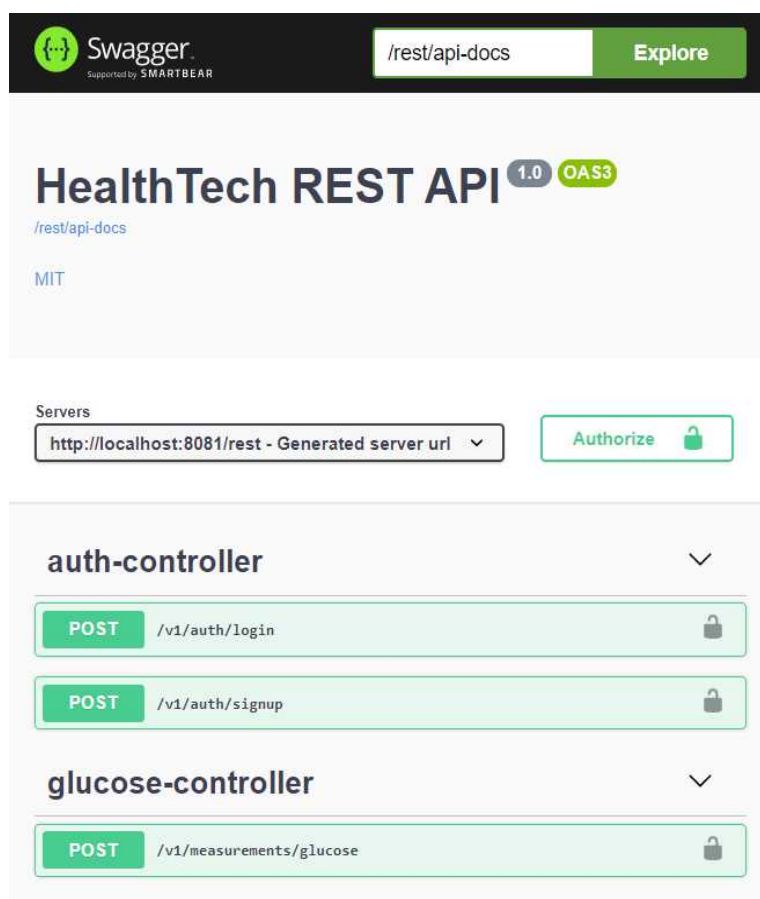 Swagger.
Supported by SMARTBEAR
/rest/api-docs
Explore
HealthTech REST API 1.0 OAS3
/rest/api-docs
MIT
Servers
http://localhost:8081/rest - Generated server url
Authorize
auth-controller
POST /v1/auth/login
POST /v1/auth/signup
glucose-controller
POST /v1/measurements/glucose